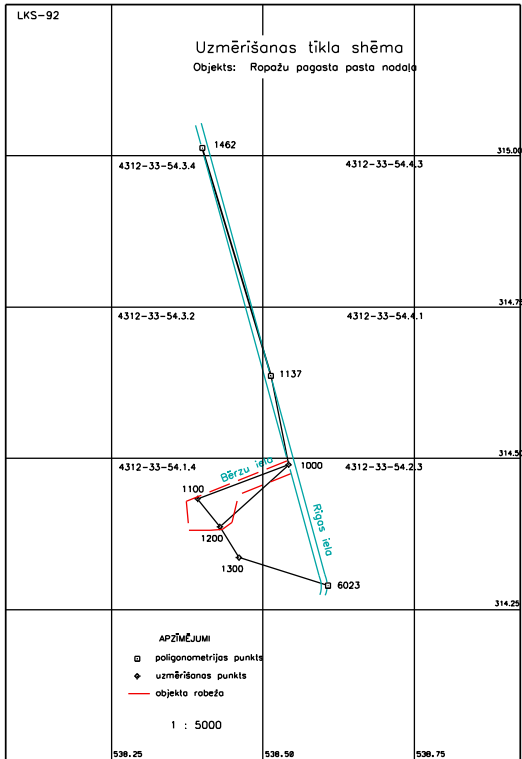 LKS-92
Uzmērīšanas tīkla shēma
Objekts: Ropažu pagasta pasta nodaļa
1462
315.00
4312-33-54.3.4
4312-33-54.4.3
314.75
4312-33-54.3.2
4312-33-54.4.1
1137
314.50
Bērzu iela
1000
4312-33-54.1.4
4312-33-54.2.3
1100
Rīgas iela
1200
1300
6023
314.25
APZĪMĒJUMI
poligonometrijas punkts
uzmērīšanas punkts
objekta robeža
1 : 5000
538.25
538.50
538.75